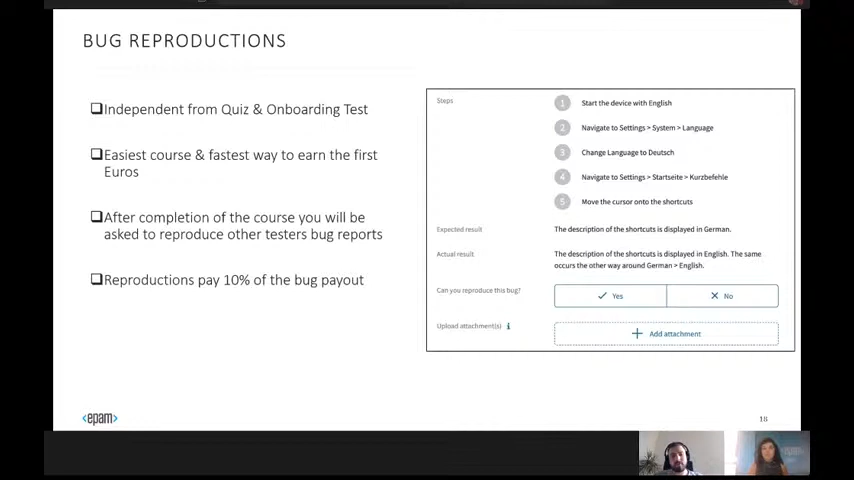 BUG REPRODUCTIONS
Independent from Quiz & Onboarding Test
Easiest course & fastest way to earn the first
Euros
After completion of the course you will be
asked to reproduce other testers bug reports
Reproductions pay 10% of the bug payout
Steps
1 Start the device with English
2 Navigate to Settings > System > Language
3 Change Language to Deutsch
4 Navigate to Settings > Startseite > Kurzbefehle
5 Move the cursor onto the shortcuts
Expected result The description of the shortcuts is displayed in German.
Actual result The description of the shortcuts is displayed in English. The same
occurs the other way around German > English.
Can you reproduce this bug? Yes No
Upload attachment(s) i Add attachment
<epam> 18